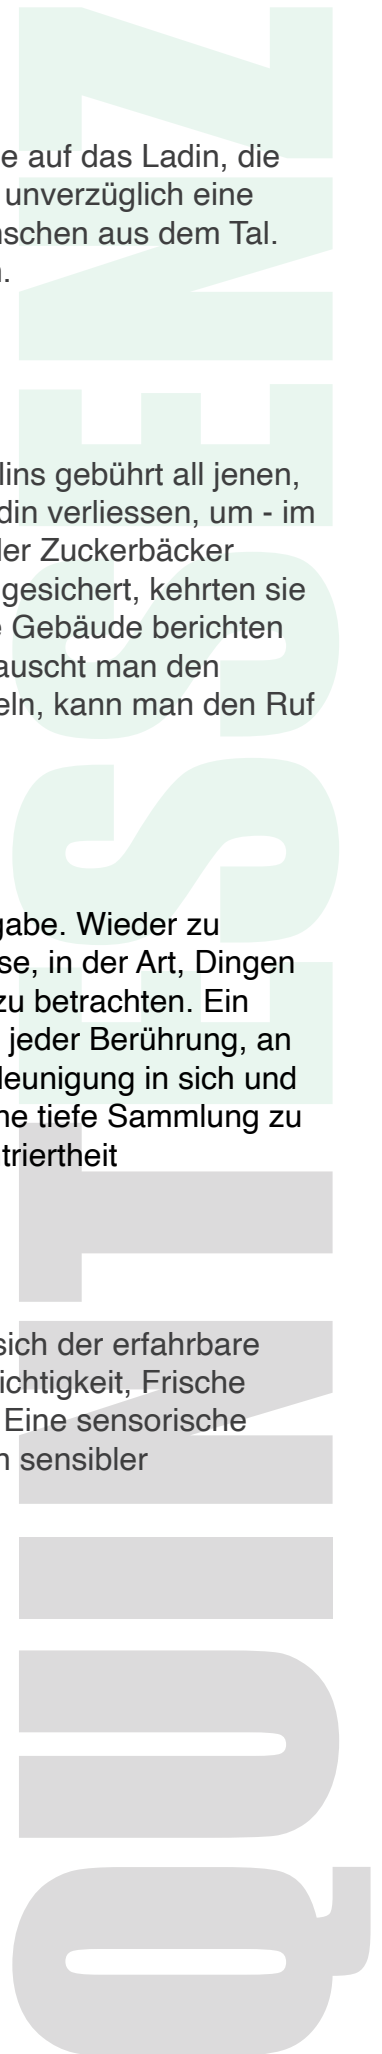 e auf das Ladin, die
unverzüglich eine
nschen aus dem Tal.
n.
lins gebührt all jenen,
din verliessen, um - im
der Zuckerbäcker
gesichert, kehrten sie
e Gebäude berichten
auscht man den
eln, kann man den Ruf
gabe. Wieder zu
se, in der Art, Dingen
zu betrachten. Ein
jeder Berührung, an
leunigung in sich und
ne tiefe Sammlung zu
triertheit
sich der erfahrbare
ichtigkeit, Frische
Eine sensorische
n sensibler
QUINTESSENZ